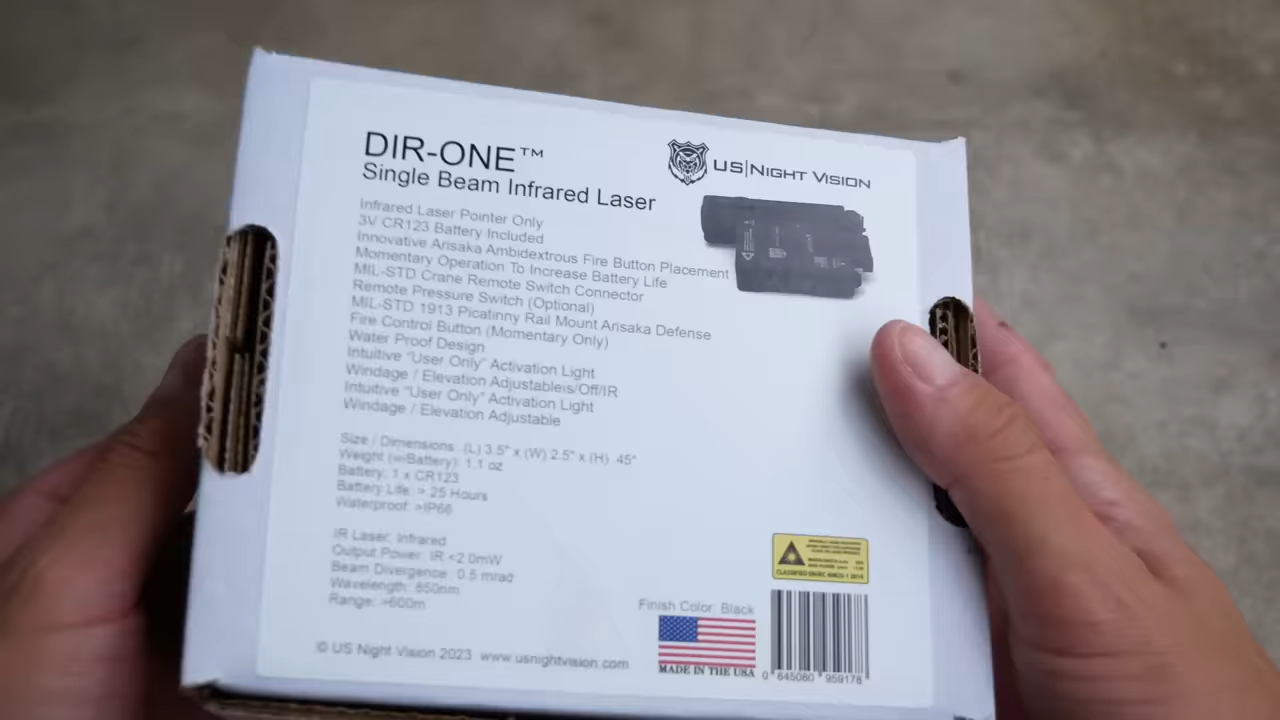 DIR-ONE™
Single Beam Infrared Laser
US|NIGHT VISION
Infrared Laser Pointer Only
3V CR123 Battery Included
Innovative Arisaka Ambidextrous Fire Button Placement
Momentary Operation To Increase Battery Life
MIL-STD Crane Remote Switch Connector
Remote Pressure Switch (Optional)
MIL-STD 1913 Picatinny Rail Mount Arisaka Defense
Fire Control Button (Momentary Only)
Water Proof Design
Intuitive "User Only" Activation Light
Windage / Elevation Adjustableis/Off/IR
Intuitive "User Only" Activation Light
Windage / Elevation Adjustable
Size / Dimensions: (L) 3.5" x (W) 2.5" x (H) .45"
Weight (w/Battery): 1.1 oz
Battery: 1 x CR123
Battery Life: > 25 Hours
Waterproof: >IP66
IR Laser: Infrared
Output Power: IR <2.0mW
Beam Divergence: 0.5 mrad
Wavelength: 850nm
Range: >600m
Finish Color: Black
MADE IN THE USA
0 645080 959178
© US Night Vision 2023 www.usnightvision.com